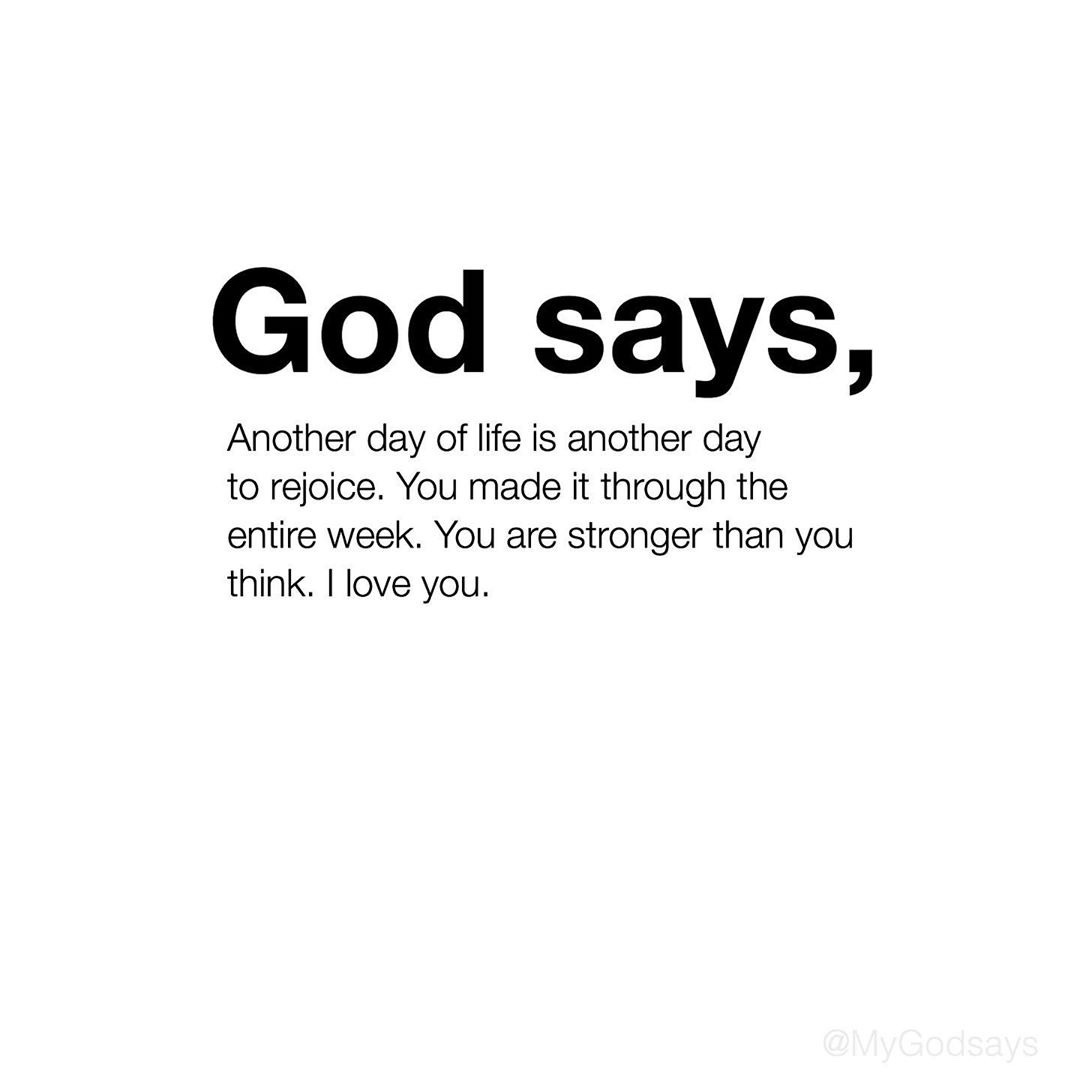 God says,
Another day of life is another day
to rejoice. You made it through the
entire week. You are stronger than you
think. I love you.
@MyGodsays